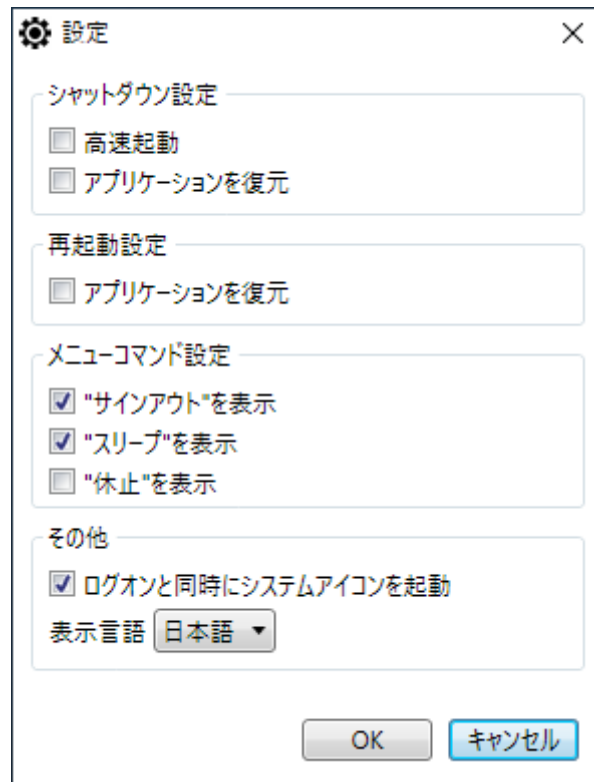 設定
シャットダウン設定
高速起動
アプリケーションを復元
再起動設定
アプリケーションを復元
メニューコマンド設定
"サインアウト"を表示
"スリープ"を表示
"休止"を表示
その他
ログオンと同時にシステムアイコンを起動
表示言語 日本語
OK キャンセル